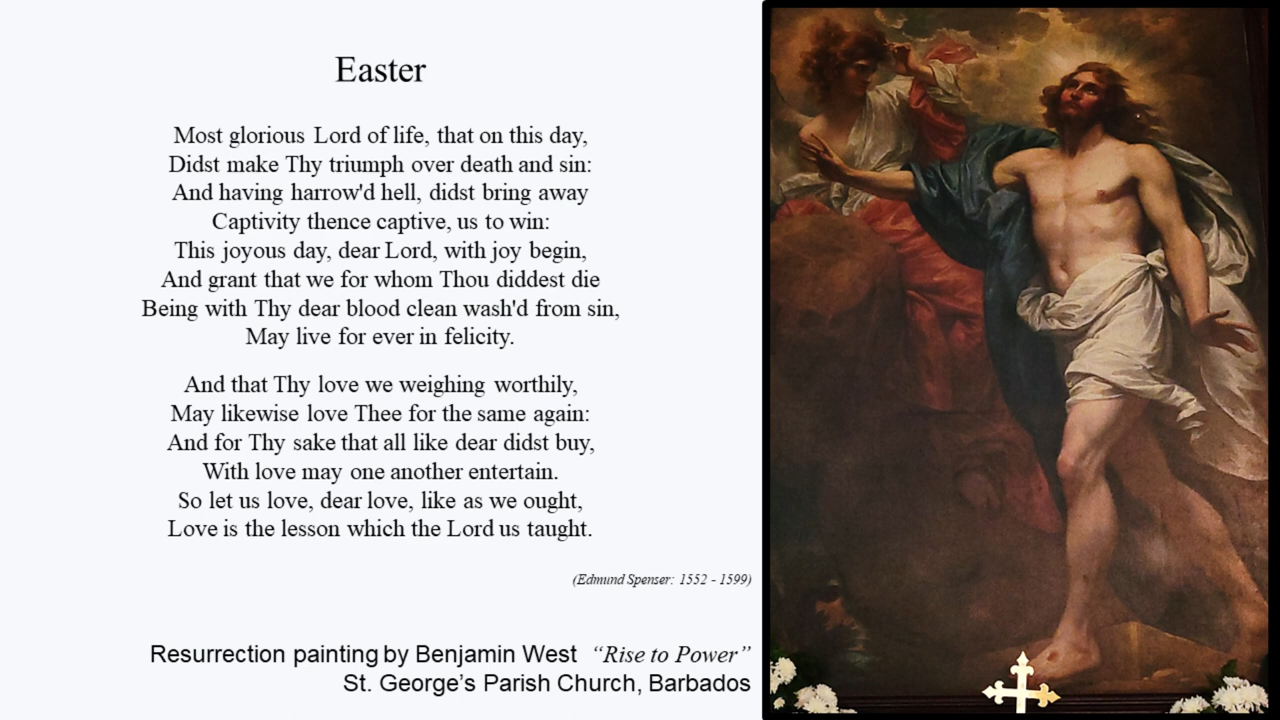 Easter
Most glorious Lord of life, that on this day,
Didst make Thy triumph over death and sin:
And having harrow'd hell, didst bring away
Captivity thence captive, us to win:
This joyous day, dear Lord, with joy begin,
And grant that we for whom Thou diddest die
Being with Thy dear blood clean wash'd from sin,
May live for ever in felicity.
And that Thy love we weighing worthily,
May likewise love Thee for the same again:
And for Thy sake that all like dear didst buy,
With love may one another entertain.
So let us love, dear love, like as we ought,
Love is the lesson which the Lord us taught.
(Edmund Spenser: 1552 - 1599)
Resurrection painting by Benjamin West “Rise to Power”
St. George’s Parish Church, Barbados